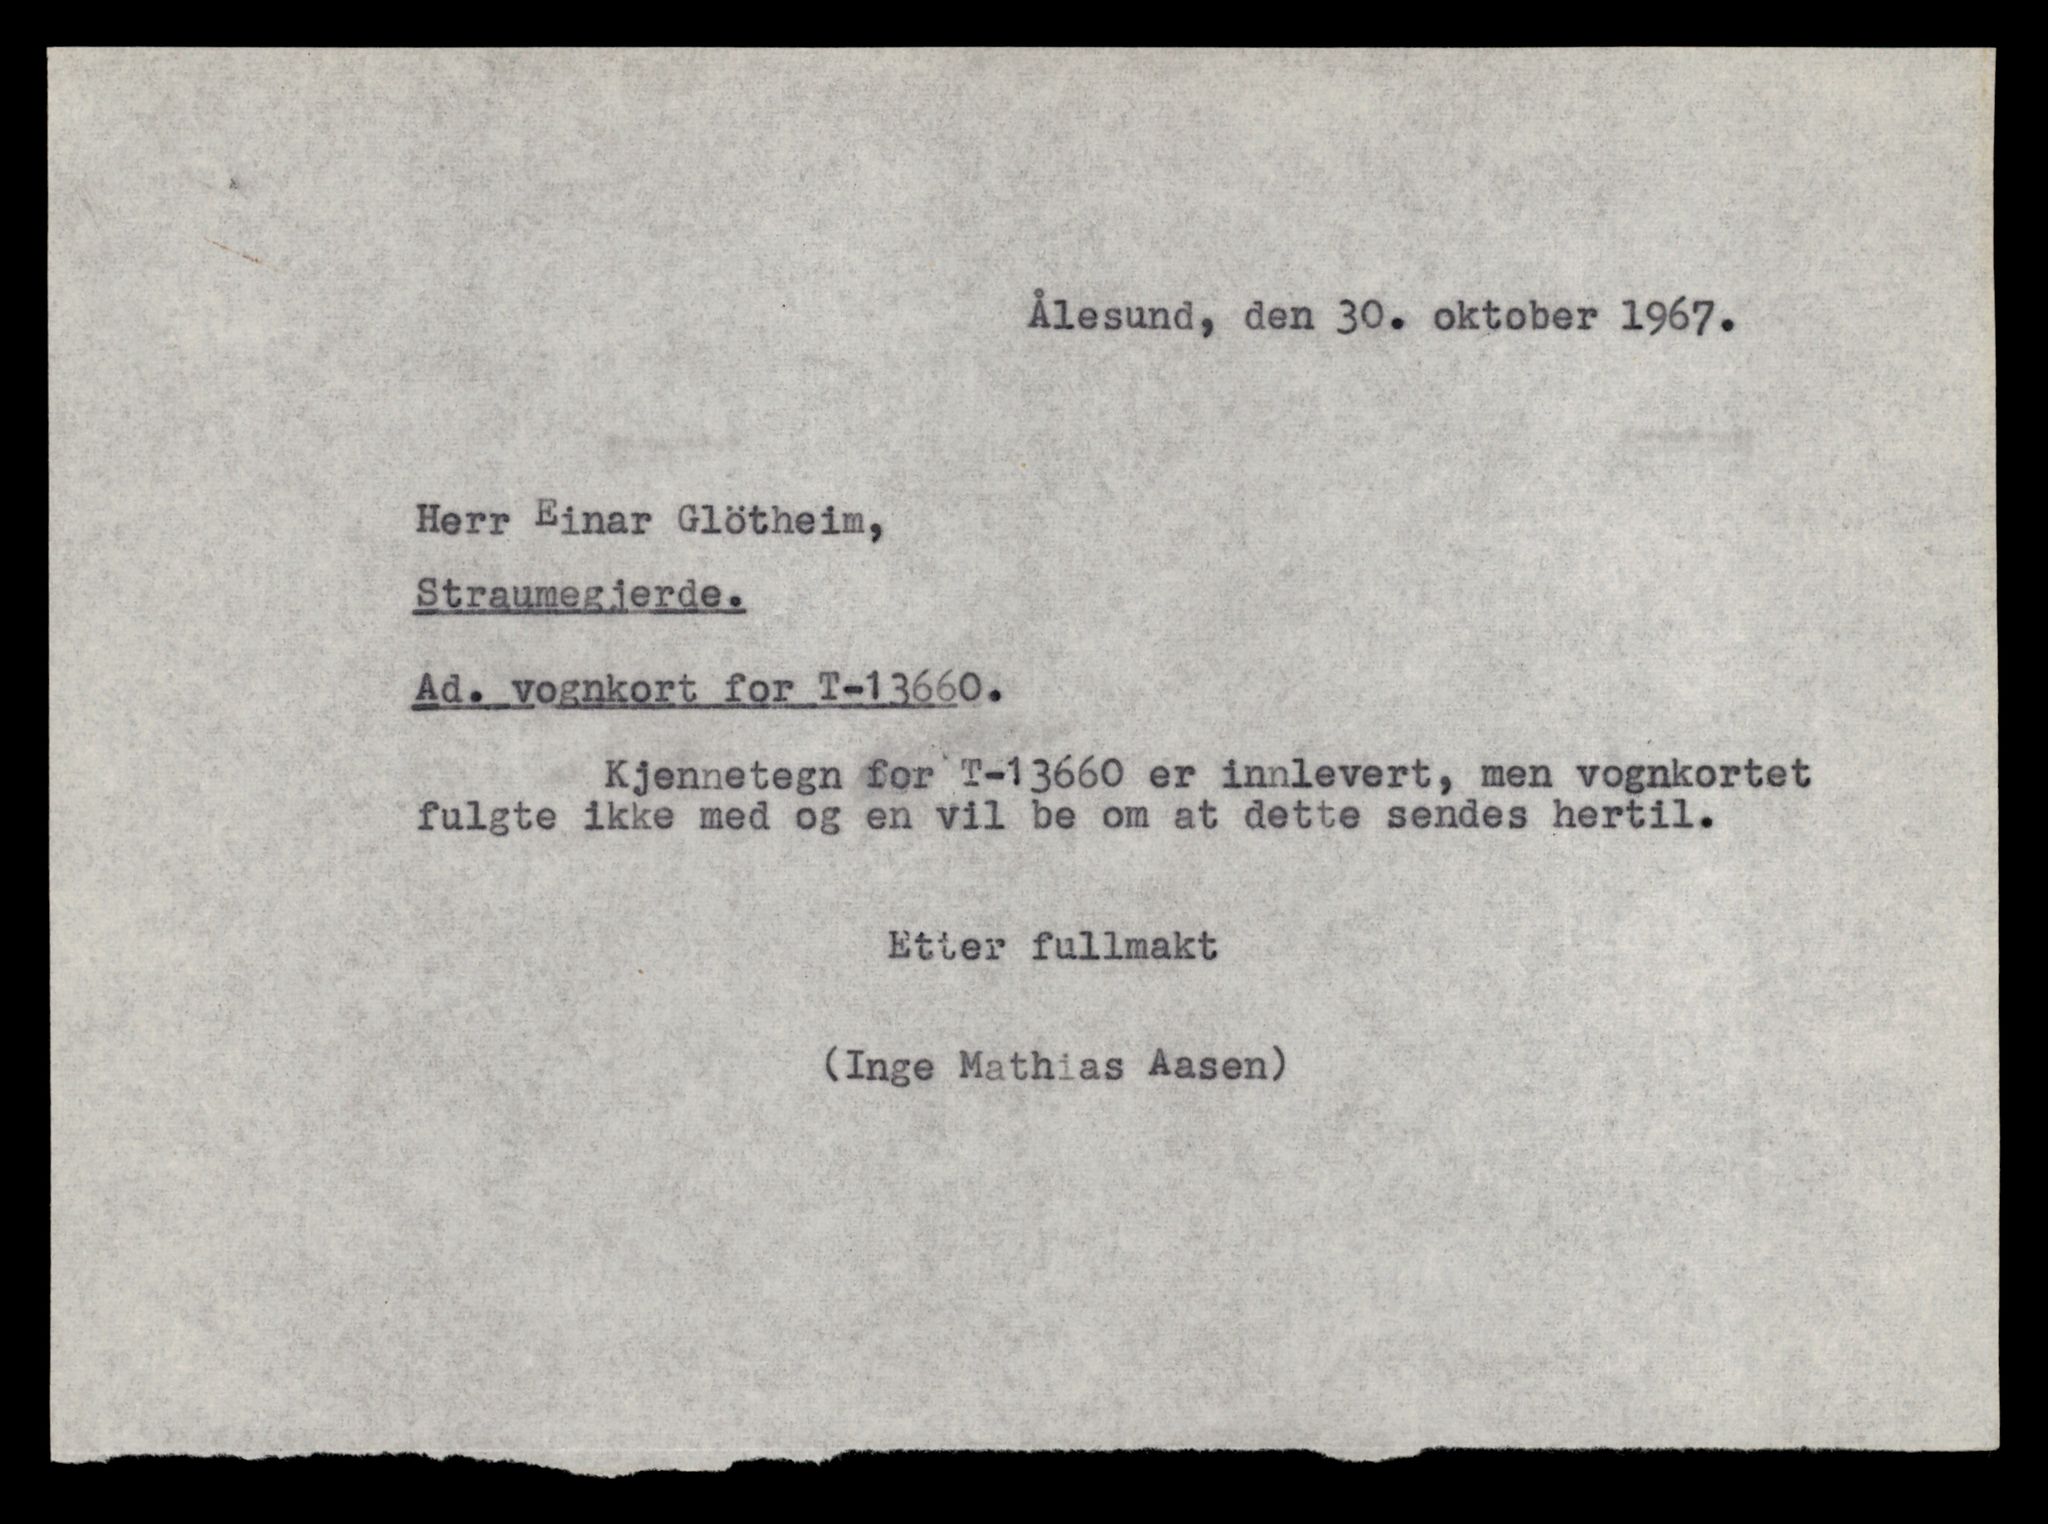 Ålesund, den 30. oktober 1967.
Herr Einar Glötheim,
Straumegjerde.
Ad. vognkort for T-13660.
Kjennetegn for T-13660 er innlevert, men vognkortet
fulgte ikke med og en vil be om at dette sendes hertil.
Etter fullmakt
(Inge Mathias Aasen)